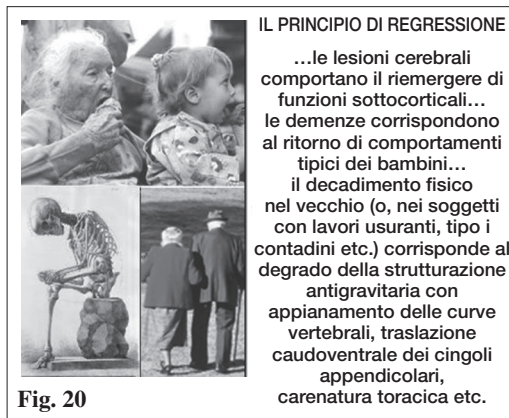 IL PRINCIPIO DI REGRESSIONE
…le lesioni cerebrali
comportano il riemergere di
funzioni sottocorticali…
le demenze corrispondono
al ritorno di comportamenti
tipici dei bambini…
il decadimento fisico
nel vecchio (o, nei soggetti
con lavori usuranti, tipo i
contadini etc.) corrisponde al
degrado della strutturazione
antigravitaria con
appianamento delle curve
vertebrali, traslazione
caudoventrale dei cingoli
appendicolari,
carenatura toracica etc.
Fig. 20